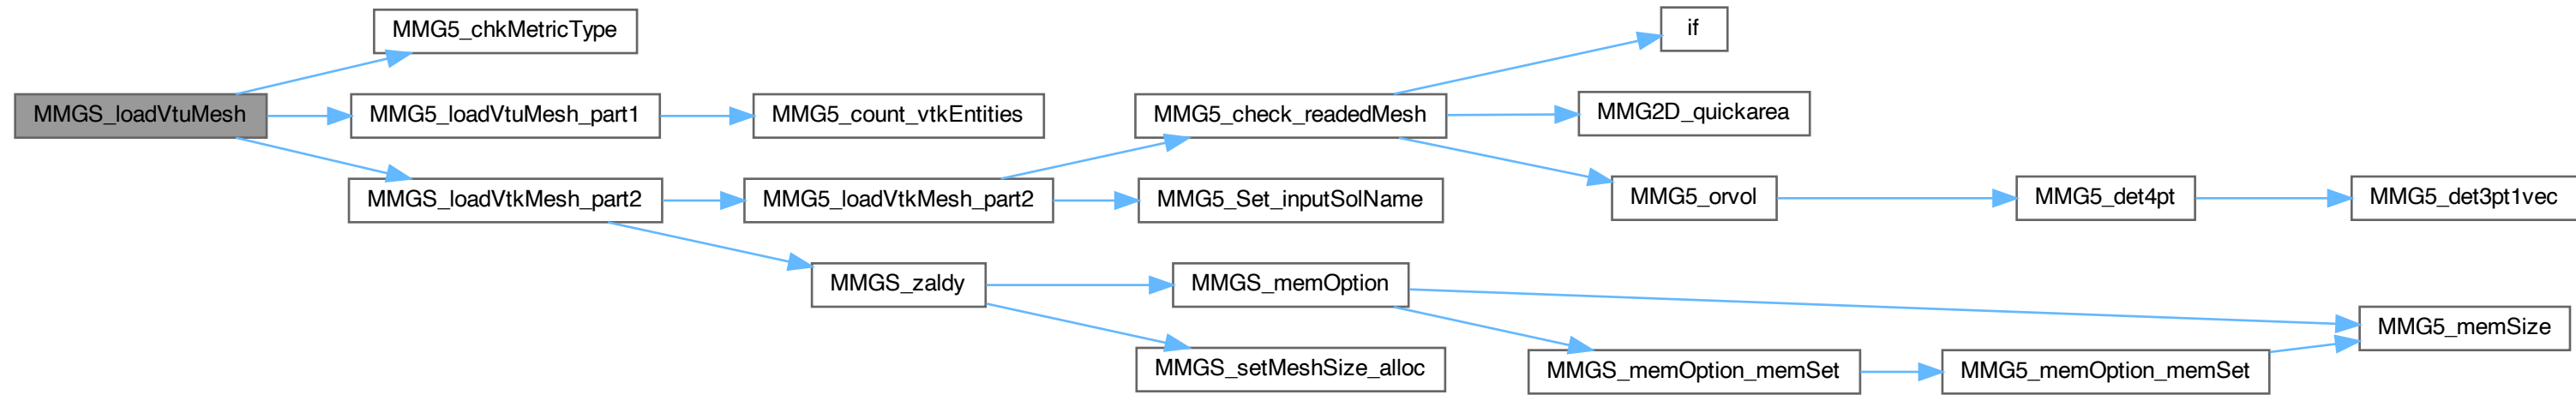 MMGS_loadVtuMesh
MMG5_chkMetricType
MMG5_loadVtuMesh_part1
MMG5_count_vtkEntities
MMGS_loadVtkMesh_part2
MMG5_loadVtkMesh_part2
MMG5_check_readedMesh
if
MMG2D_quickarea
MMG5_orvol
MMG5_det4pt
MMG5_det3pt1vec
MMG5_Set_inputSolName
MMGS_zaldy
MMGS_memOption
MMG5_memSize
MMGS_memOption_memSet
MMG5_memOption_memSet
MMGS_setMeshSize_alloc